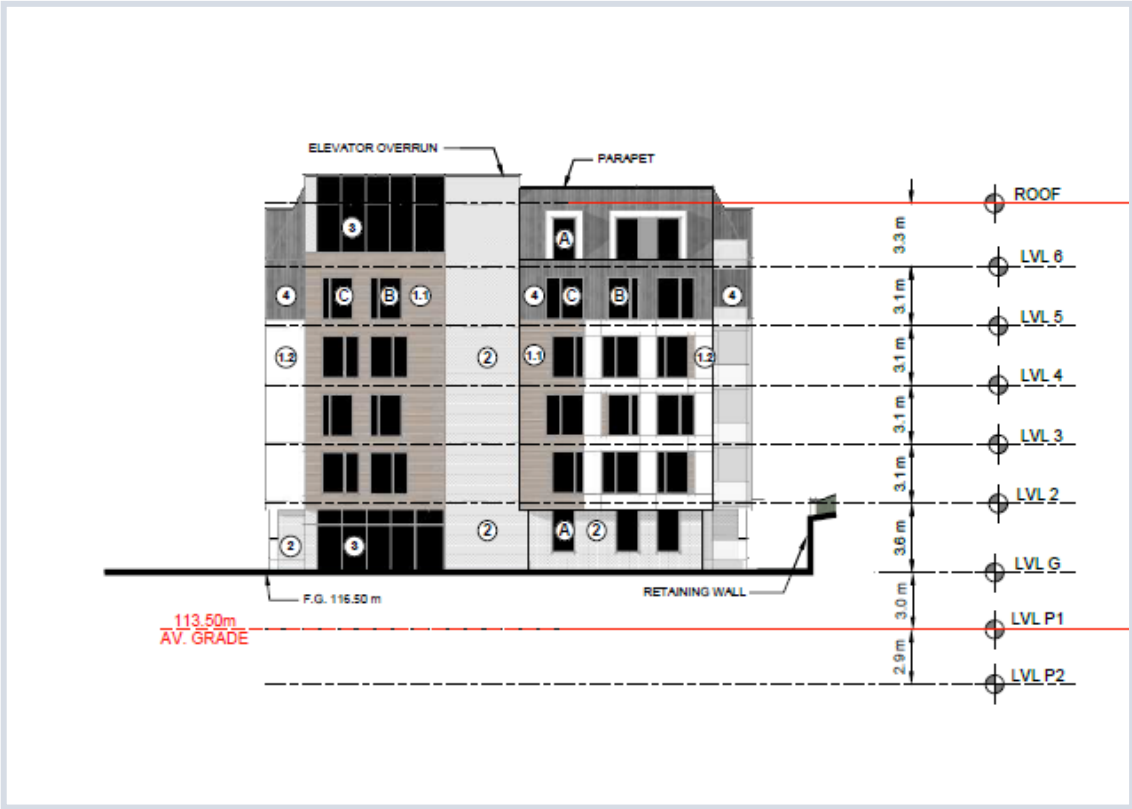 ELEVATOR OVERRUN
PARAPET
ROOF
3.3 m
3
A
LVL 6
4
C
B
1.1
4
C
B
4
3.1 m
LVL 5
1.2
2
1.1
1.2
3.1 m
LVL 4
3.1 m
LVL 3
3.1 m
LVL 2
2
3
2
A
2
3.6 m
LVL G
F.G. 116.50 m
RETAINING WALL
3.0 m
113.50m
AV. GRADE
LVL P1
2.9 m
LVL P2